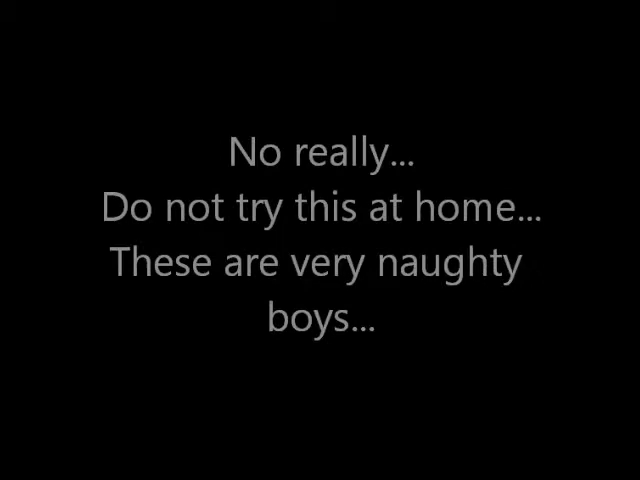 No really...
Do not try this at home...
These are very naughty
boys...